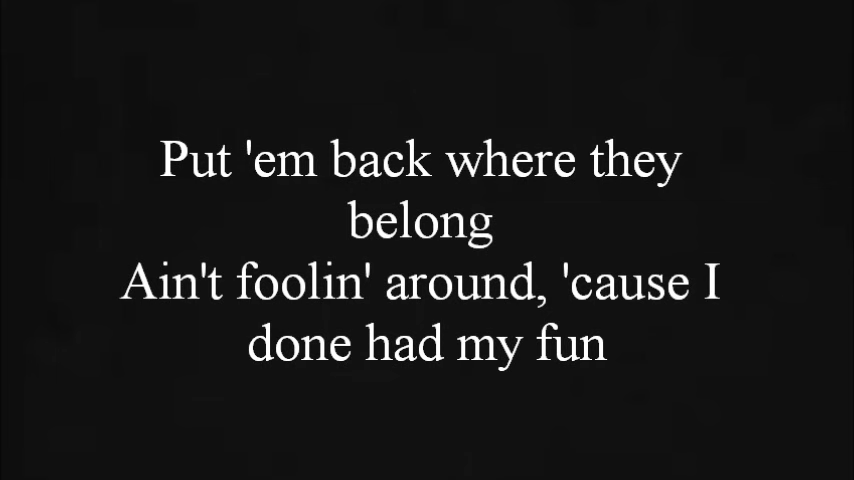 Put 'em back where they
belong
Ain't foolin' around, 'cause I
done had my fun